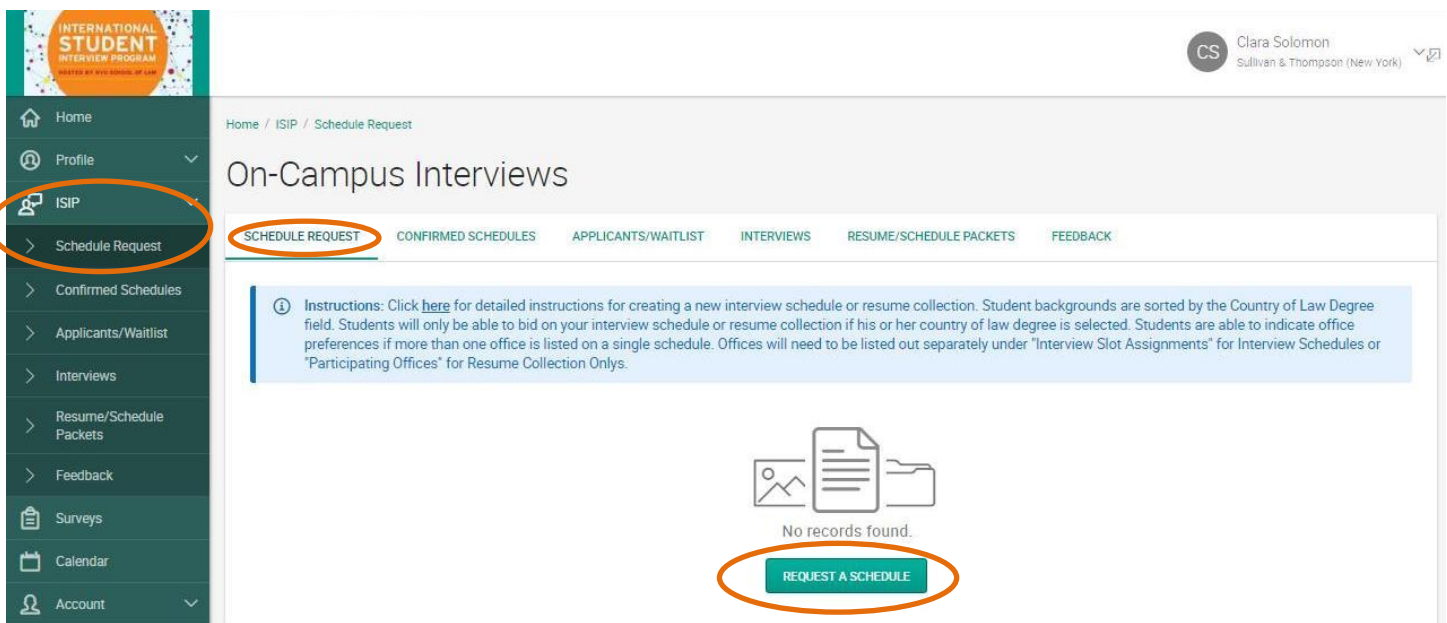 INTERNATIONAL
STUDENT
INTERVIEW PROGRAM
HOSTED BY NYU SCHOOL OF LAW
CS
Clara Solomon
Sullivan & Thompson (New York)
Home
Profile
ISIP
Schedule Request
Confirmed Schedules
Applicants/Waitlist
Interviews
Resume/Schedule
Packets
Feedback
Surveys
Calendar
Account
Home / ISIP / Schedule Request
On-Campus Interviews
SCHEDULE REQUEST CONFIRMED SCHEDULES APPLICANTS/WAITLIST INTERVIEWS RESUME/SCHEDULE PACKETS FEEDBACK
Instructions: Click here for detailed instructions for creating a new interview schedule or resume collection. Student backgrounds are sorted by the Country of Law Degree
field. Students will only be able to bid on your interview schedule or resume collection if his or her country of law degree is selected. Students are able to indicate office
preferences if more than one office is listed on a single schedule. Offices will need to be listed out separately under "Interview Slot Assignments" for Interview Schedules or
"Participating Offices" for Resume Collection Onlys.
No records found.
REQUEST A SCHEDULE